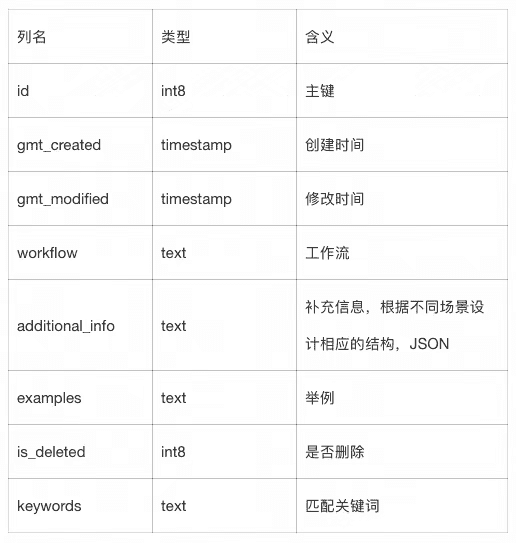 列名 类型 含义
id int8 主键
gmt_created timestamp 创建时间
gmt_modified timestamp 修改时间
workflow text 工作流
additional_info text 补充信息，根据不同场景设
计相应的结构，JSON
examples text 举例
is_deleted int8 是否删除
keywords text 匹配关键词